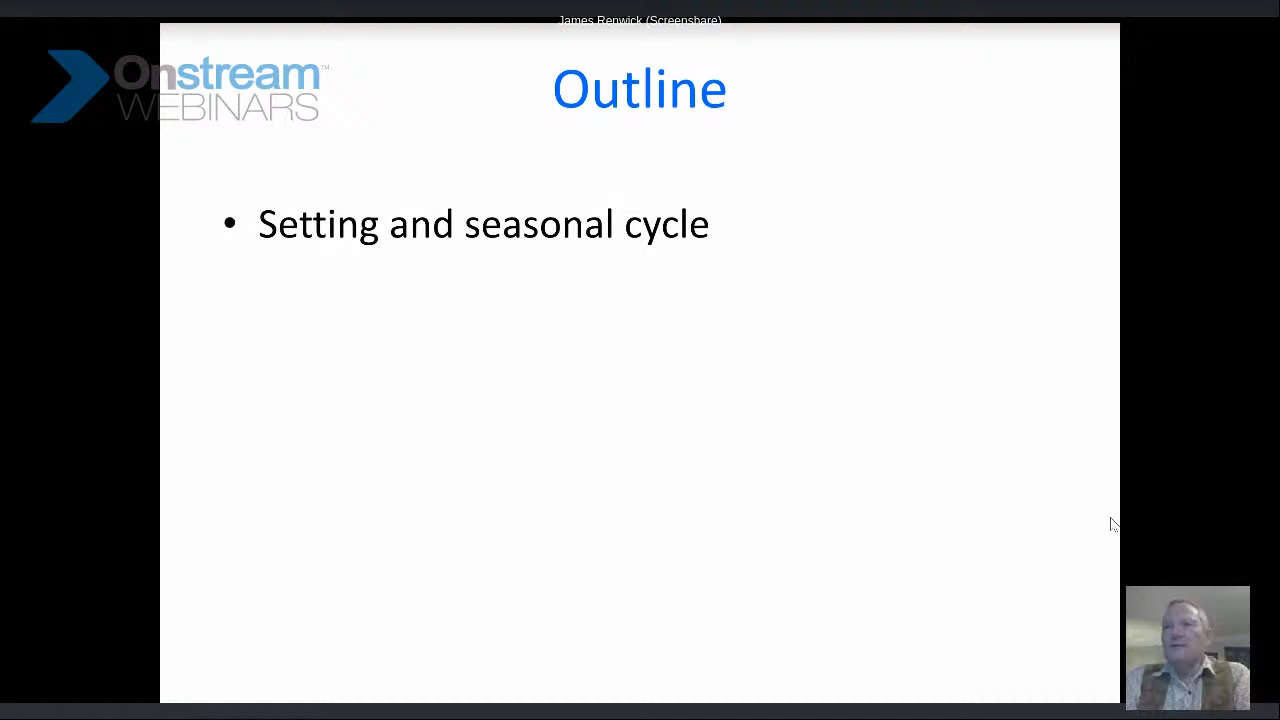 James Renwick (Screenshare)
Onstream™
WEBINARS
Outline
• Setting and seasonal cycle